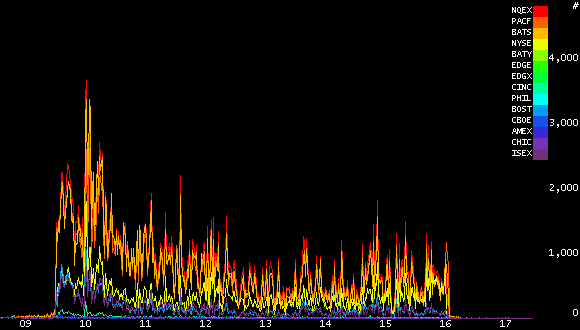 #
NQEX
PACF
BATS
NYSE
BATY
EDGE
EDGX
CINC
PHIL
BOST
CBOE
AMEX
CHIC
ISEX
4,000
3,000
2,000
1,000
0
09 10 11 12 13 14 15 16 17